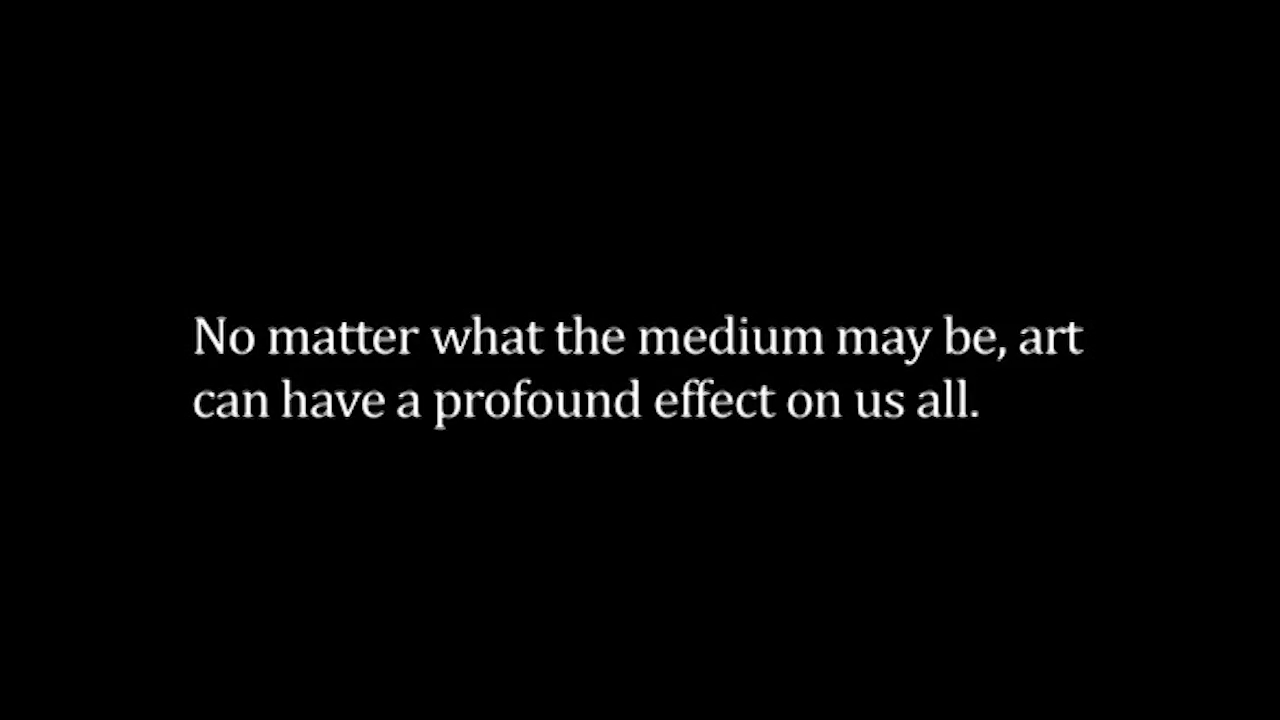 No matter what the medium may be, art
can have a profound effect on us all.